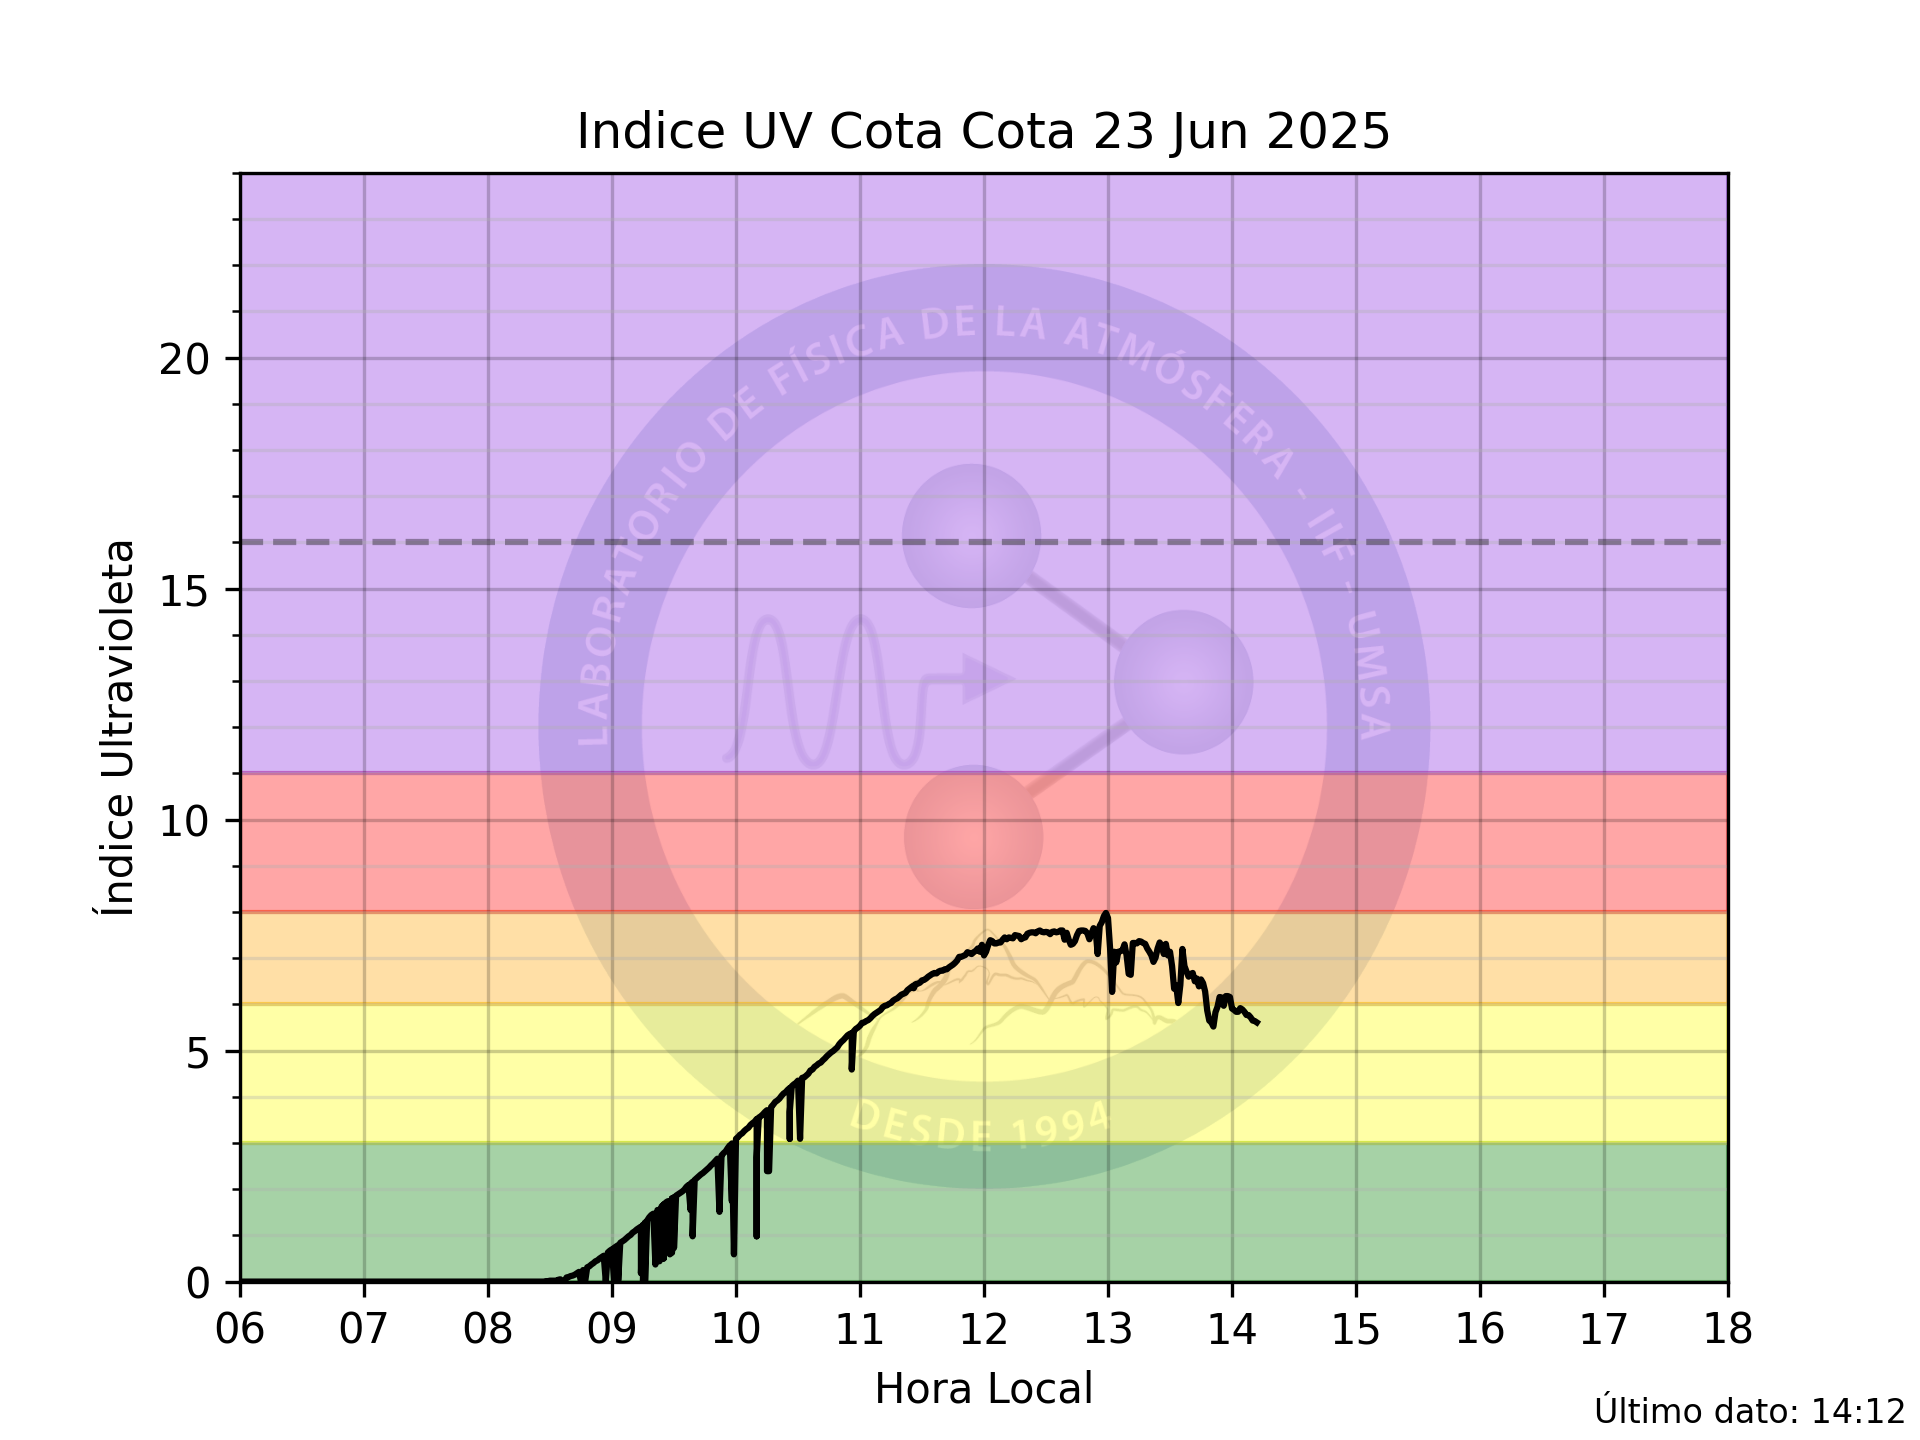 Indice UV Cota Cota 23 Jun 2025
Índice Ultravioleta
20
15
10
5
0
LABORATORIO DE FÍSICA DE LA ATMÓSFERA - IIF - UMSA
DESDE 1994
06 07 08 09 10 11 12 13 14 15 16 17 18
Hora Local
Último dato: 14:12